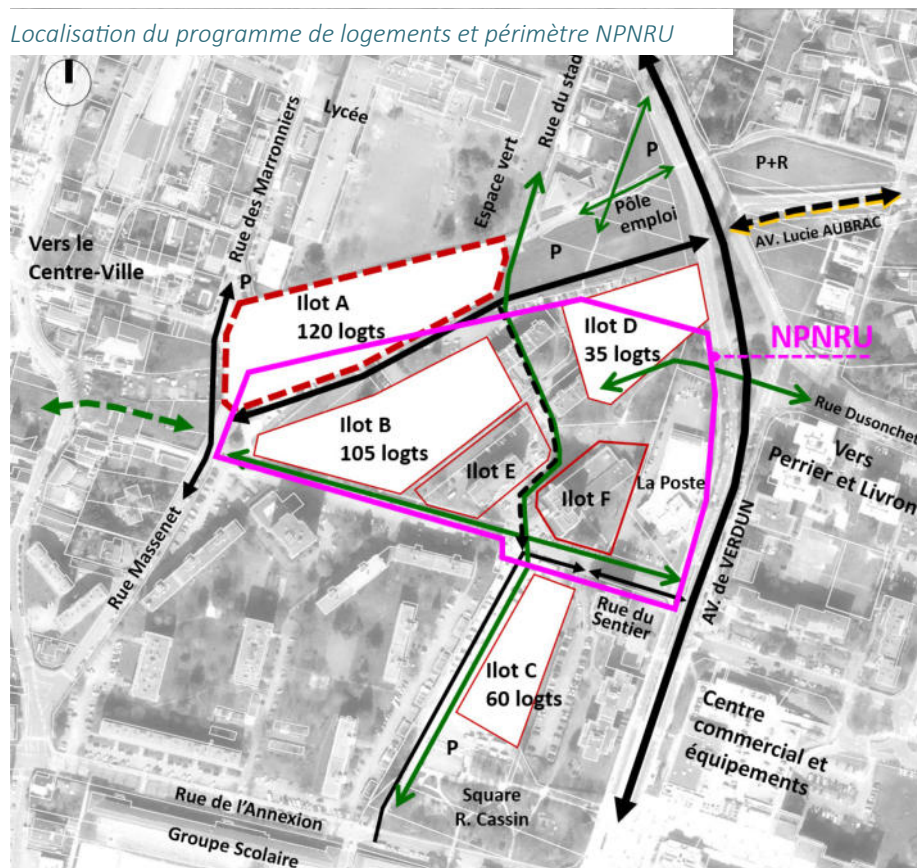 Localisation du programme de logements et périmètre NPNRU
Rue du stad
Lycée
Rue des Marronniers
Espace vert
P
P+R
Pôle
emploi
AV. Lucie AUBRAC
Vers le
Centre-Ville
P
P
Ilot A
120 logts
Ilot D
35 logts
NPNRU
Rue Dusonchet
Ilot B
105 logts
Ilot E
Ilot F
La Poste
Vers
Perrier et Livron
Rue Massenet
AV. de VERDUN
Rue du
Sentier
Ilot C
60 logts
P
Centre
commercial et
équipements
Square
R. Cassin
Rue de l'Annexion
Groupe Scolaire